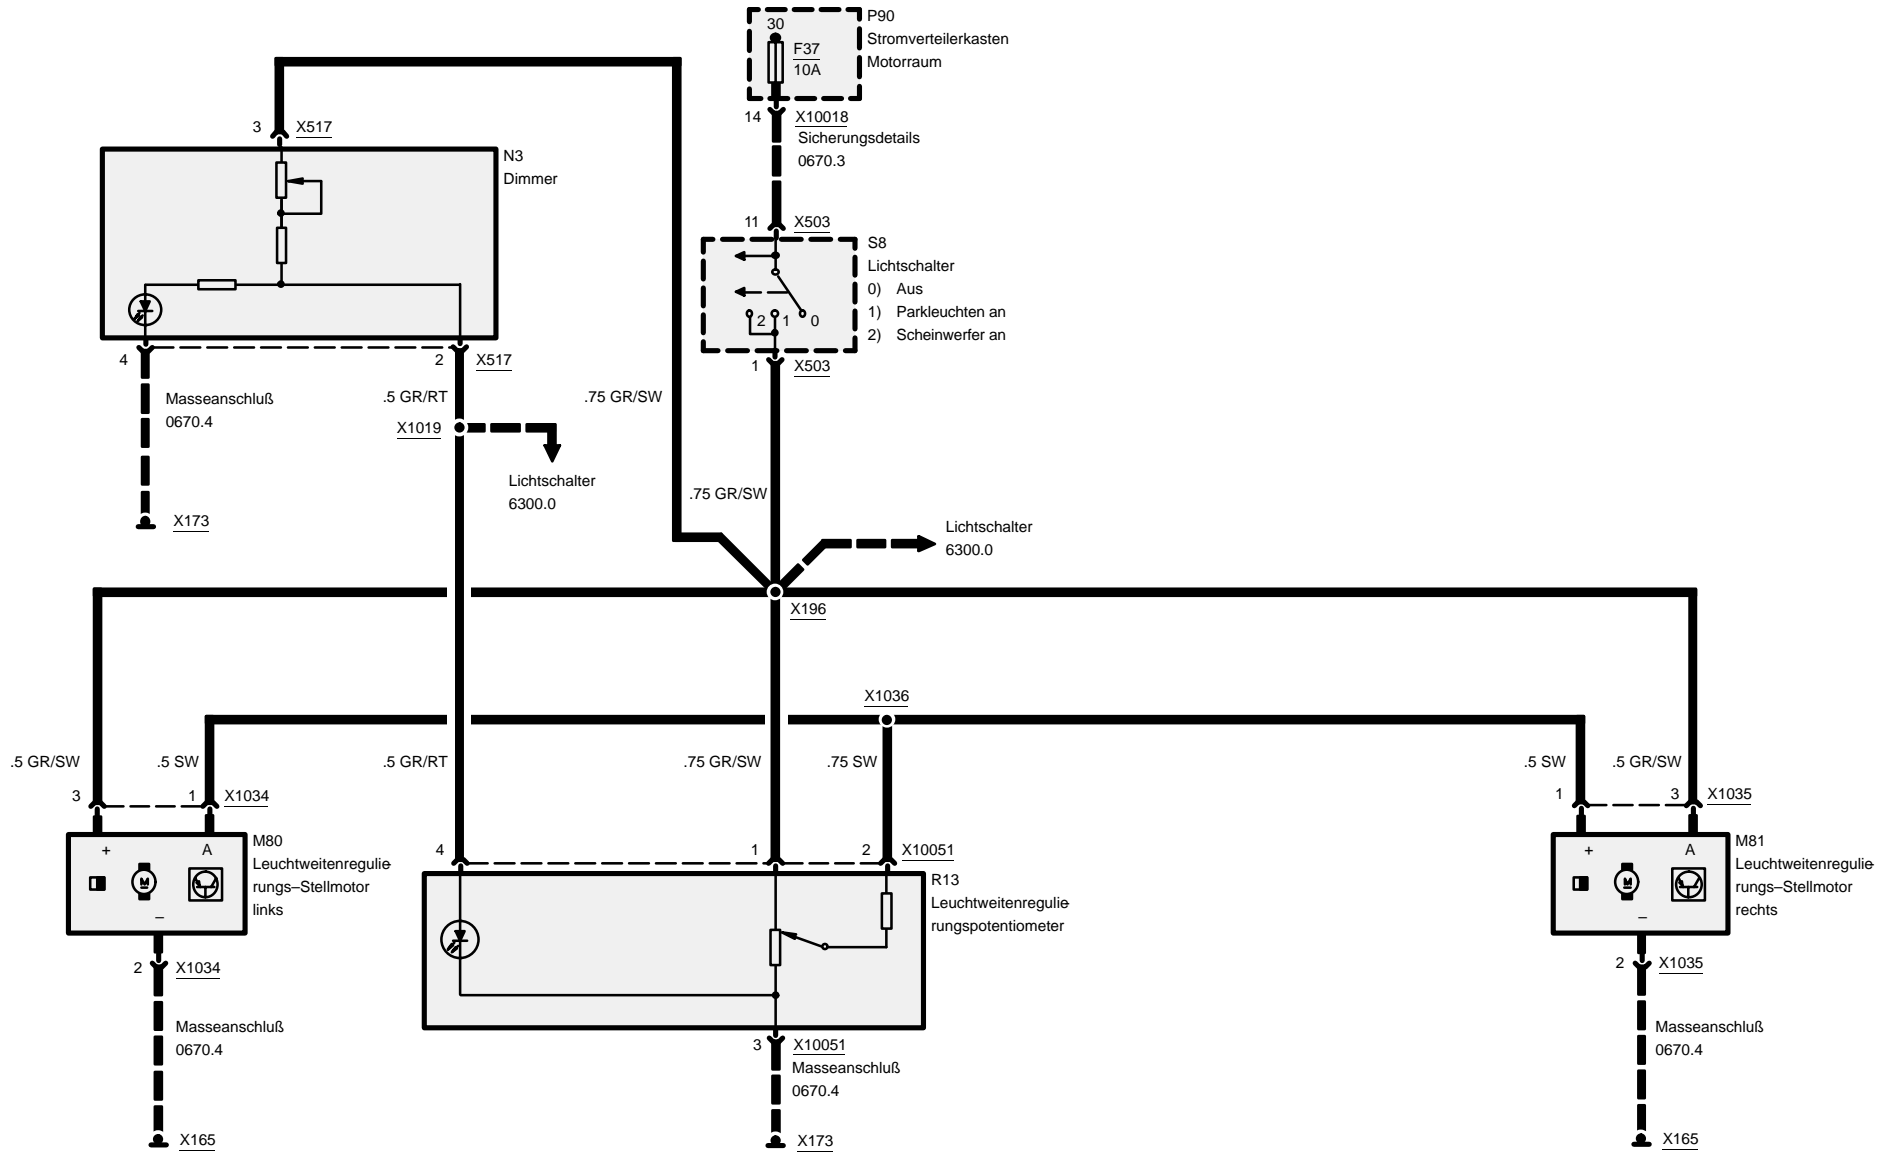 30
F37
10A
P90
Stromverteilerkasten
Motorraum
14
X10018
Sicherungsdetails
0670.3
3
X517
N3
Dimmer
11
X503
S8
Lichtschalter
0) Aus
1) Parkleuchten an
2) Scheinwerfer an
2
1
0
1
X503
4
2
X517
Masseanschluß
0670.4
.5 GR/RT
.75 GR/SW
X1019
Lichtschalter
6300.0
X173
.75 GR/SW
Lichtschalter
6300.0
X196
X1036
.5 GR/SW
.5 SW
.5 GR/RT
.75 GR/SW
.75 SW
.5 SW
.5 GR/SW
3
1
X1034
1
3
X1035
+
A
M
–
M80
Leuchtweitenregulie-
rungs–Stellmotor
links
4
1
2
X10051
R13
Leuchtweitenregulie-
rungspotentiometer
+
A
M
–
M81
Leuchtweitenregulie-
rungs–Stellmotor
rechts
2
X1034
Masseanschluß
0670.4
X165
3
X10051
Masseanschluß
0670.4
X173
2
X1035
Masseanschluß
0670.4
X165